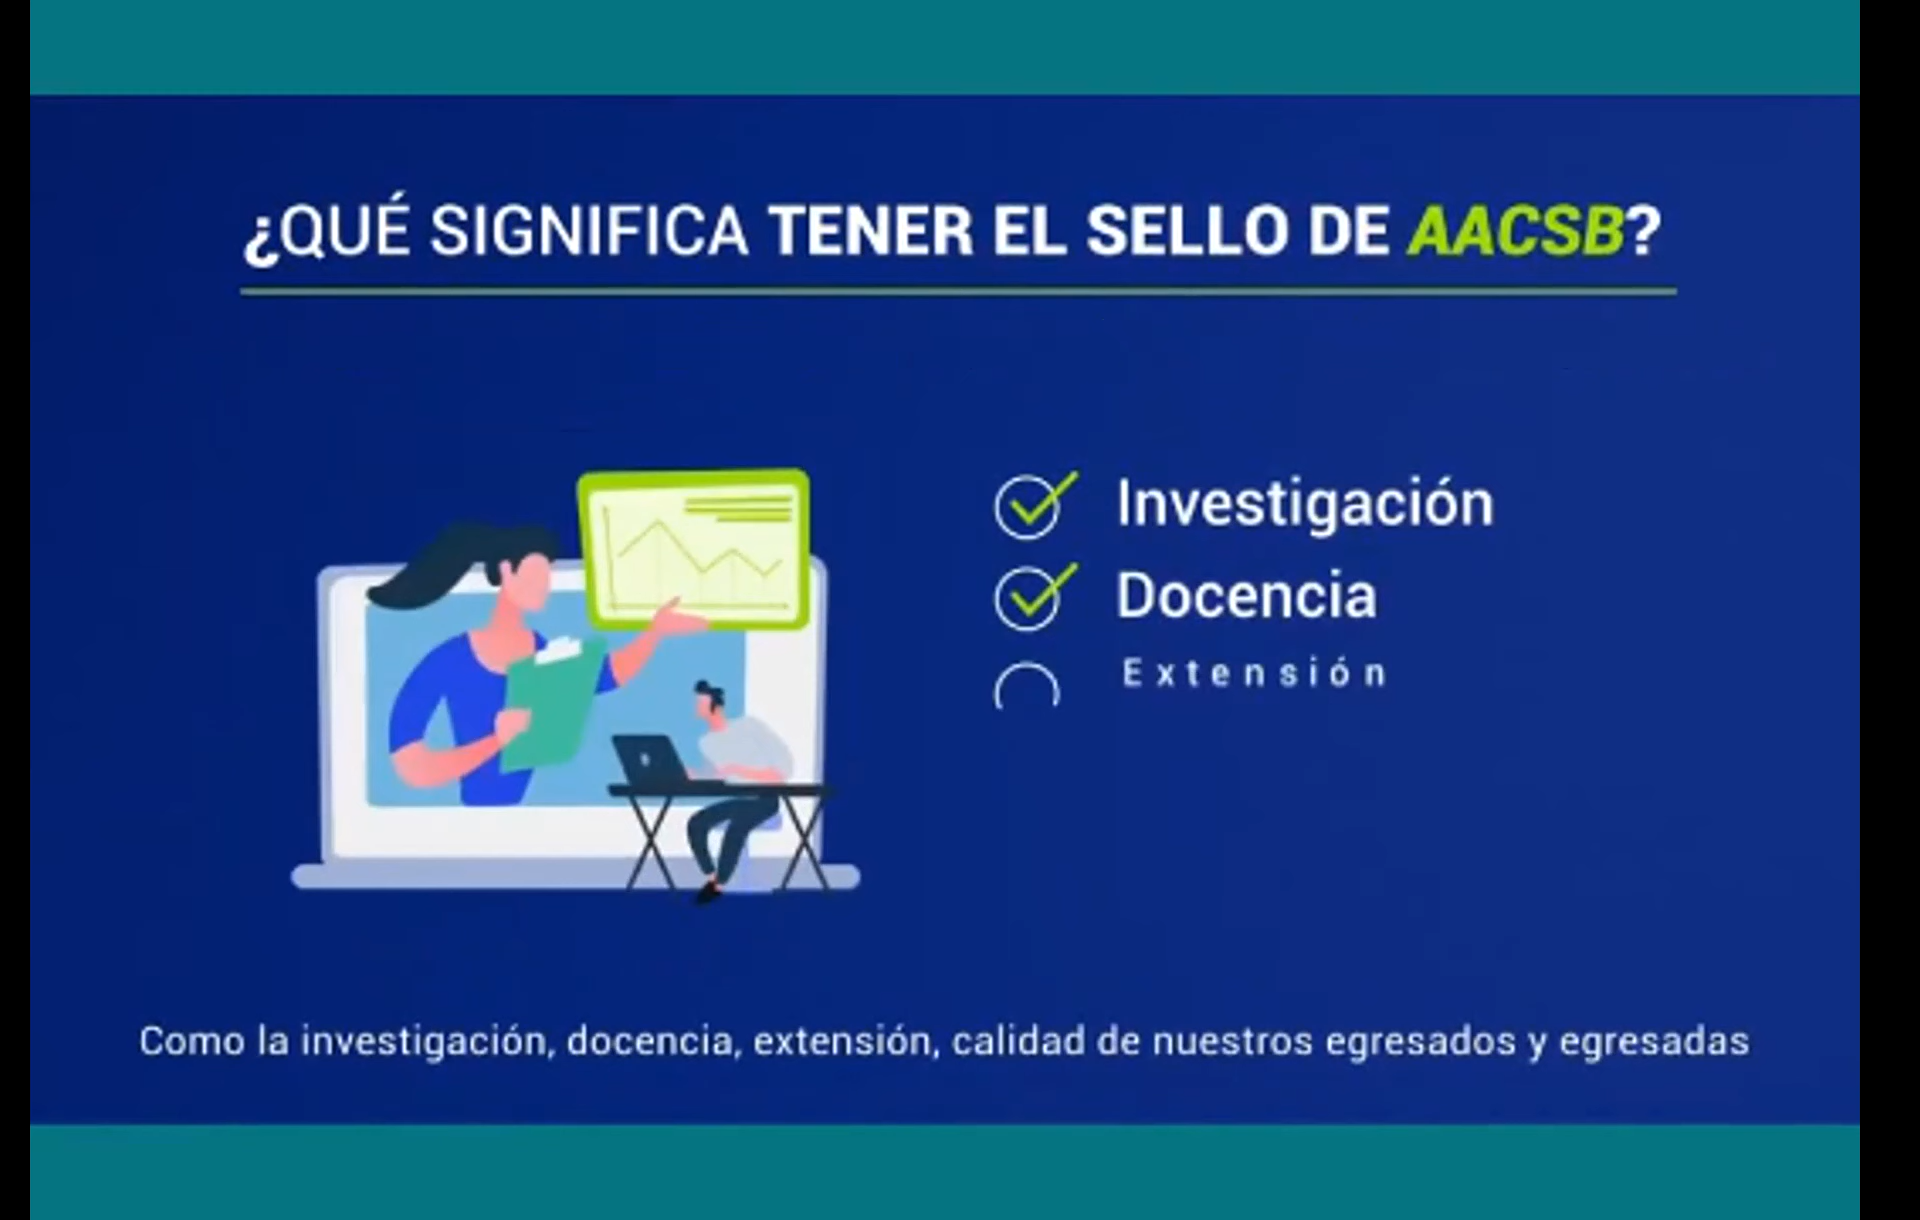 ¿QUÉ SIGNIFICA TENER EL SELLO DE AACSB?
Investigación
Docencia
Extensión
Como la investigación, docencia, extensión, calidad de nuestros egresados y egresadas